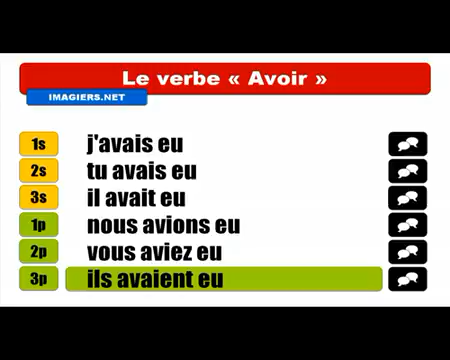 Le verbe « Avoir »
IMAGIERS.NET
1s j'avais eu
2s tu avais eu
3s il avait eu
1p nous avions eu
2p vous aviez eu
3p ils avaient eu